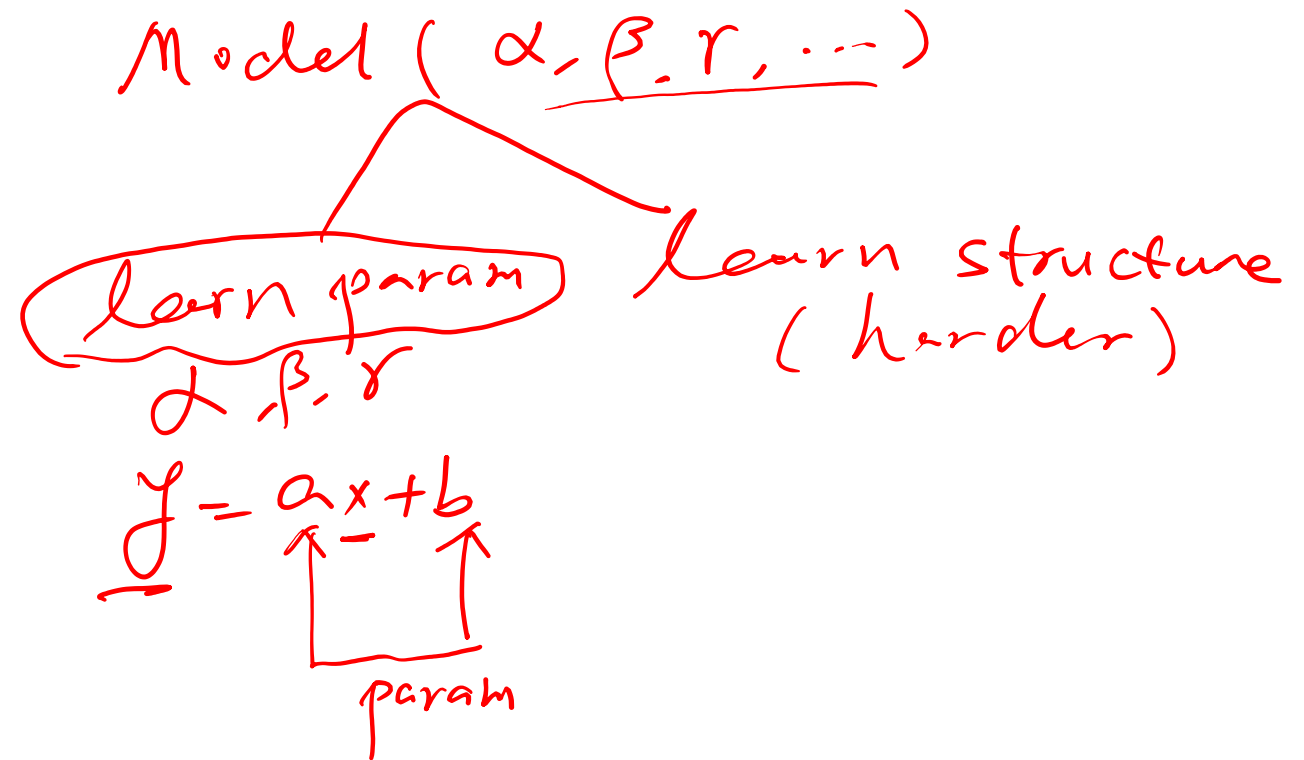 Model ( α, β, γ, ... )
learn param
learn structure
(harder)
α, β, γ
y = ax + b
param